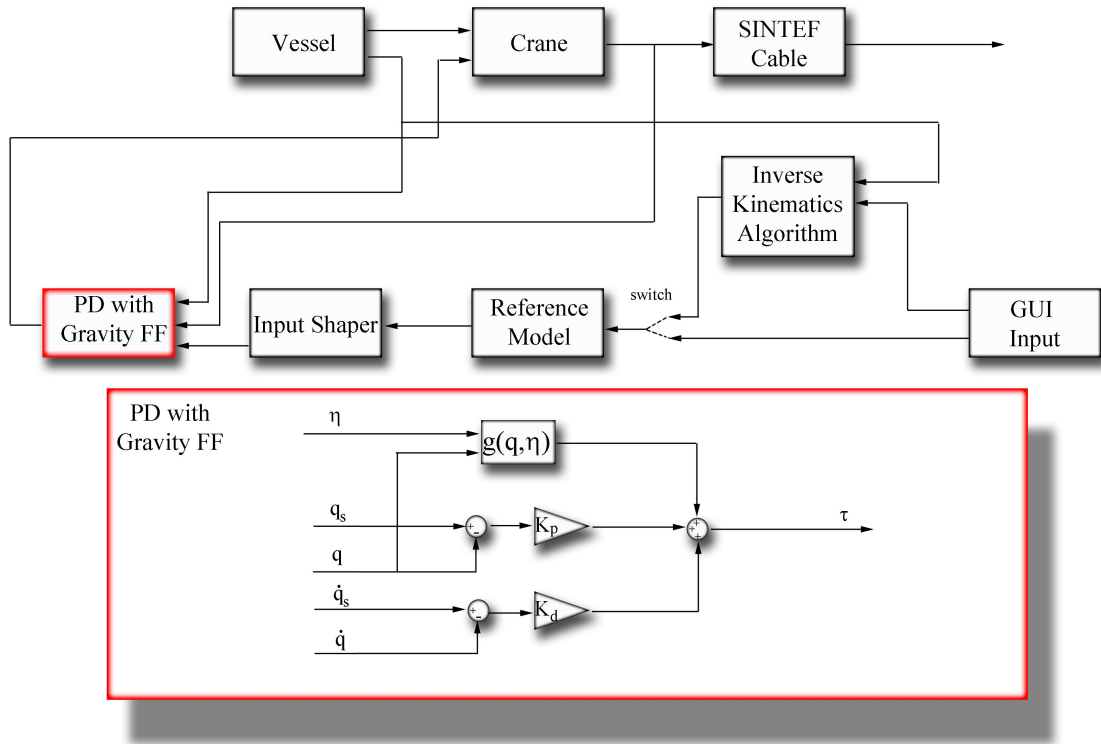 Vessel
Crane
SINTEF
Cable
Inverse
Kinematics
Algorithm
switch
PD with
Gravity FF
Input Shaper
Reference
Model
GUI
Input
PD with
Gravity FF
η
g(q,η)
q_s
+
-
K_p
+
+
+
τ
q
q̇_s
+
-
K_d
q̇